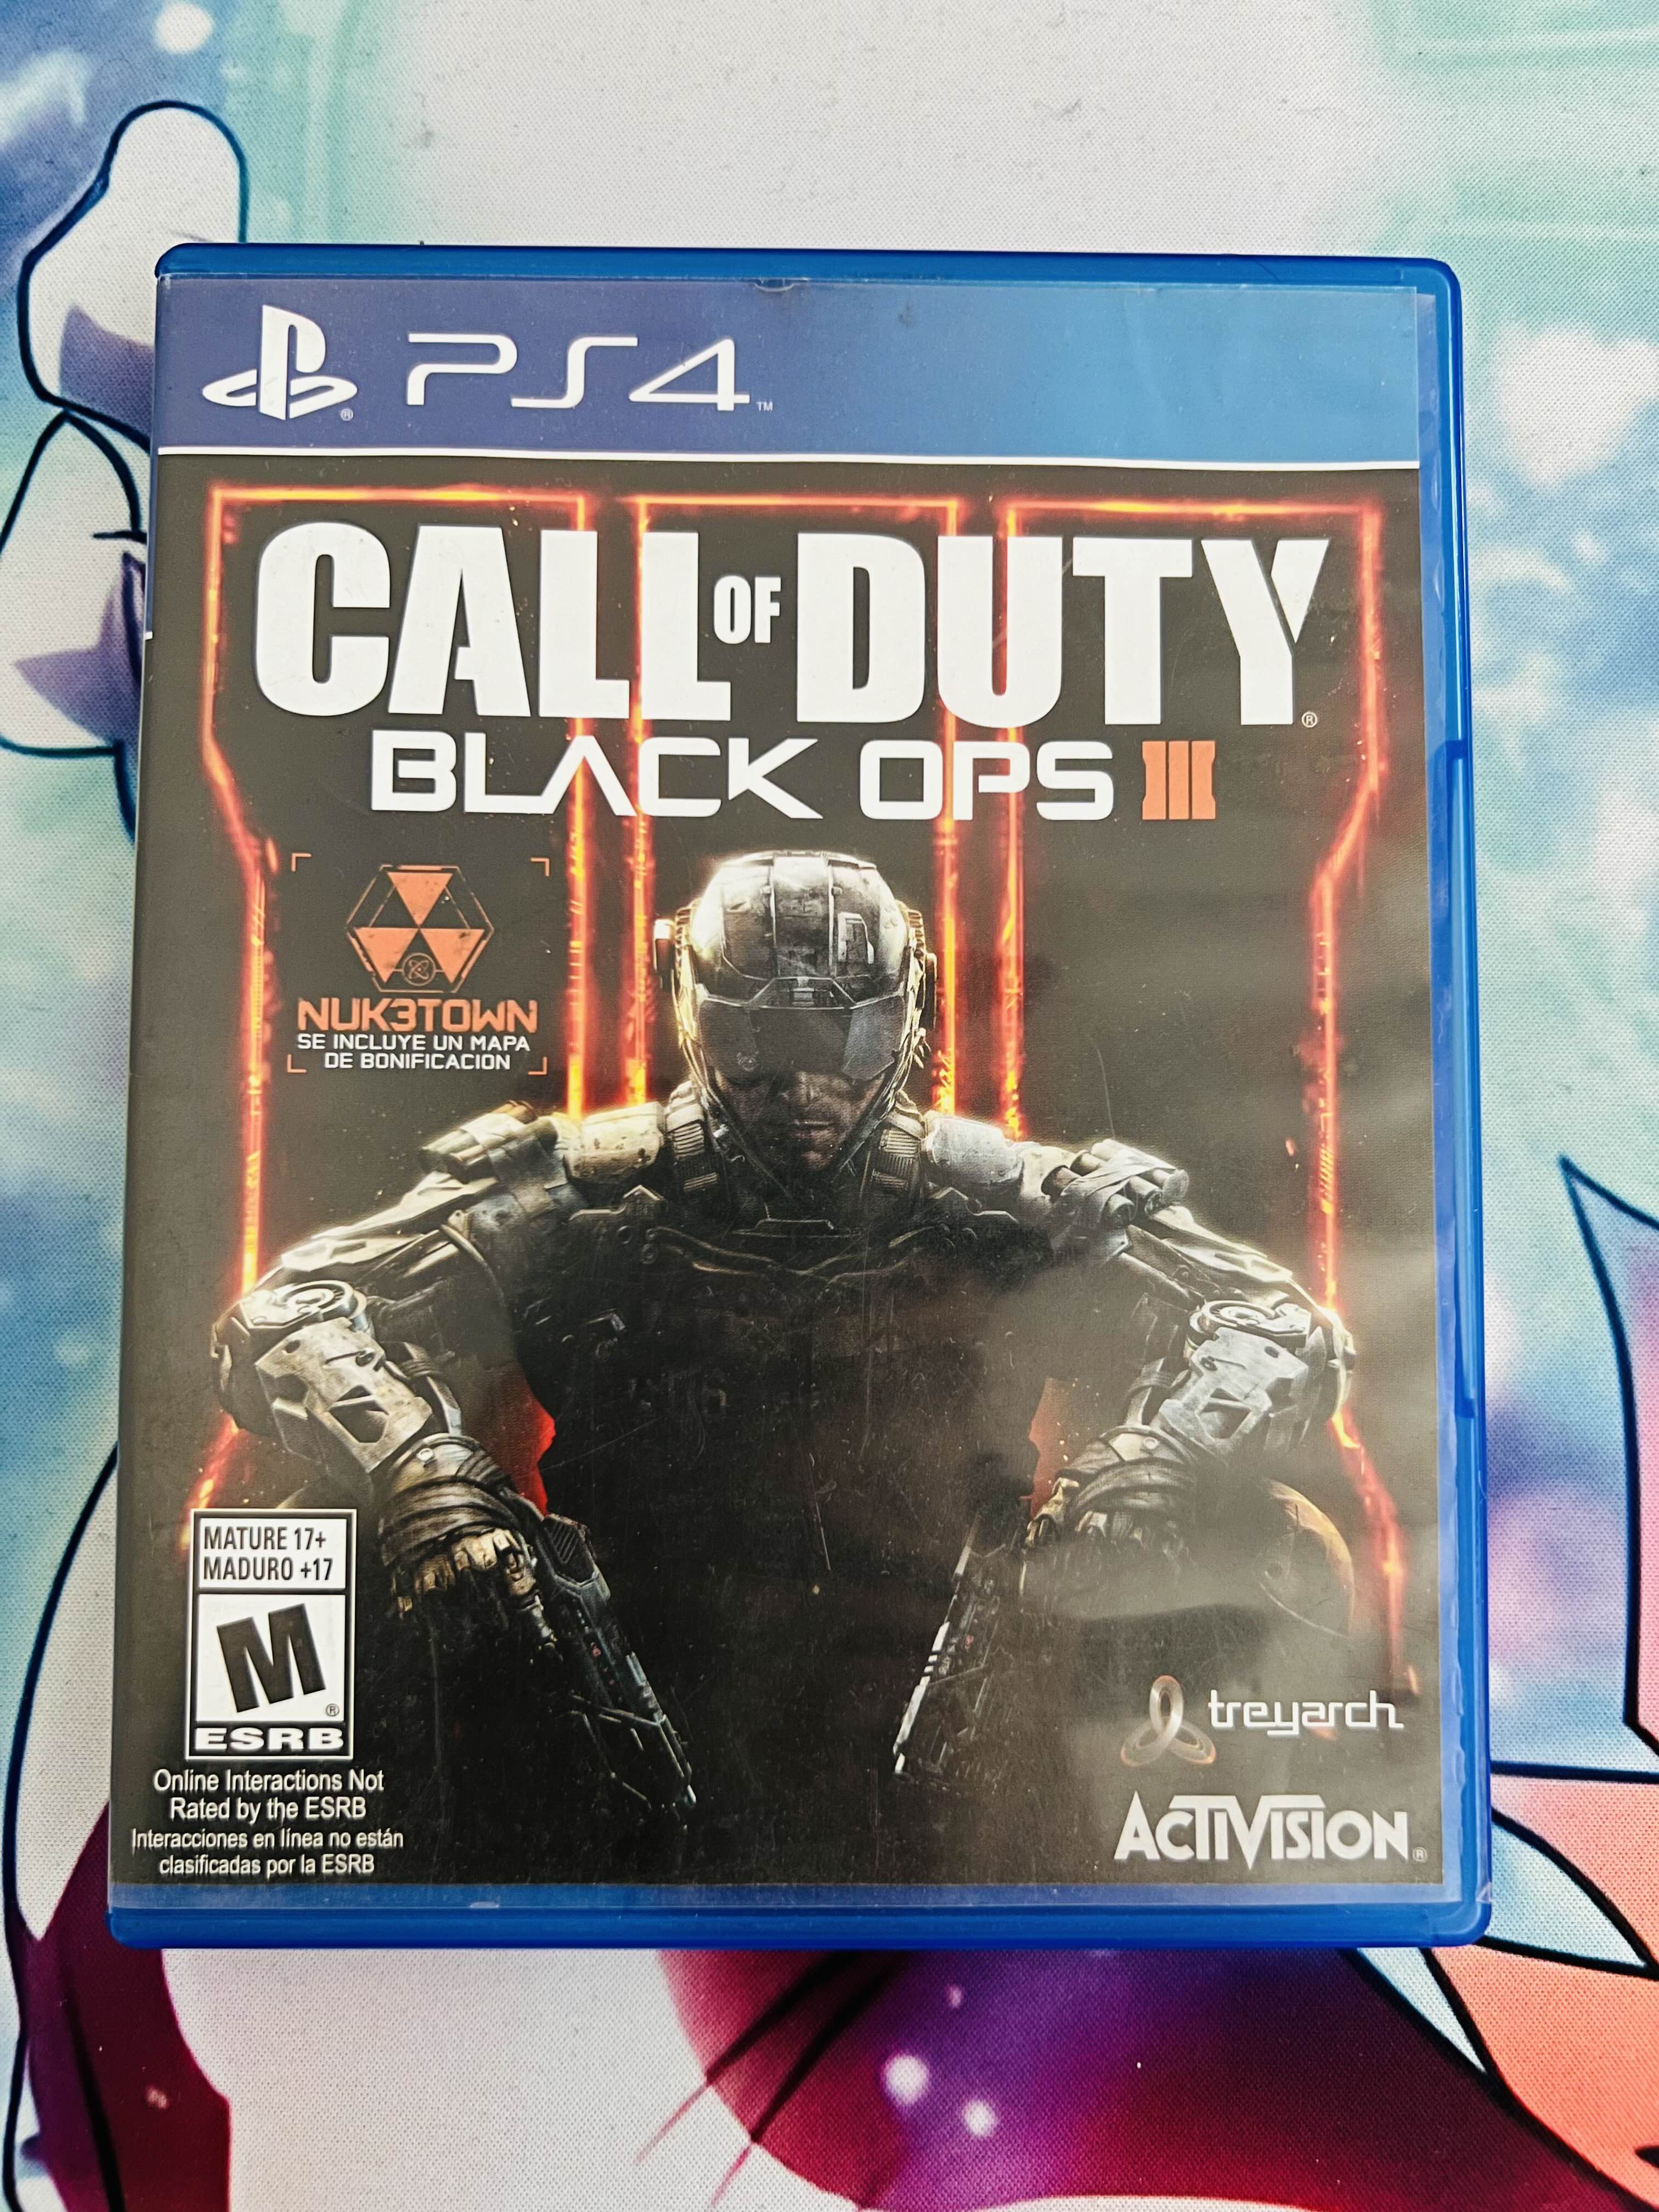 PS4™
CALL OF DUTY®
BLACK OPS III
NUK3TOWN
SE INCLUYE UN MAPA
DE BONIFICACION
MATURE 17+
MADURO +17
M®
ESRB
Online Interactions Not
Rated by the ESRB
Interacciones en línea no están
clasificadas por la ESRB
treyarch
ACTIVISION®